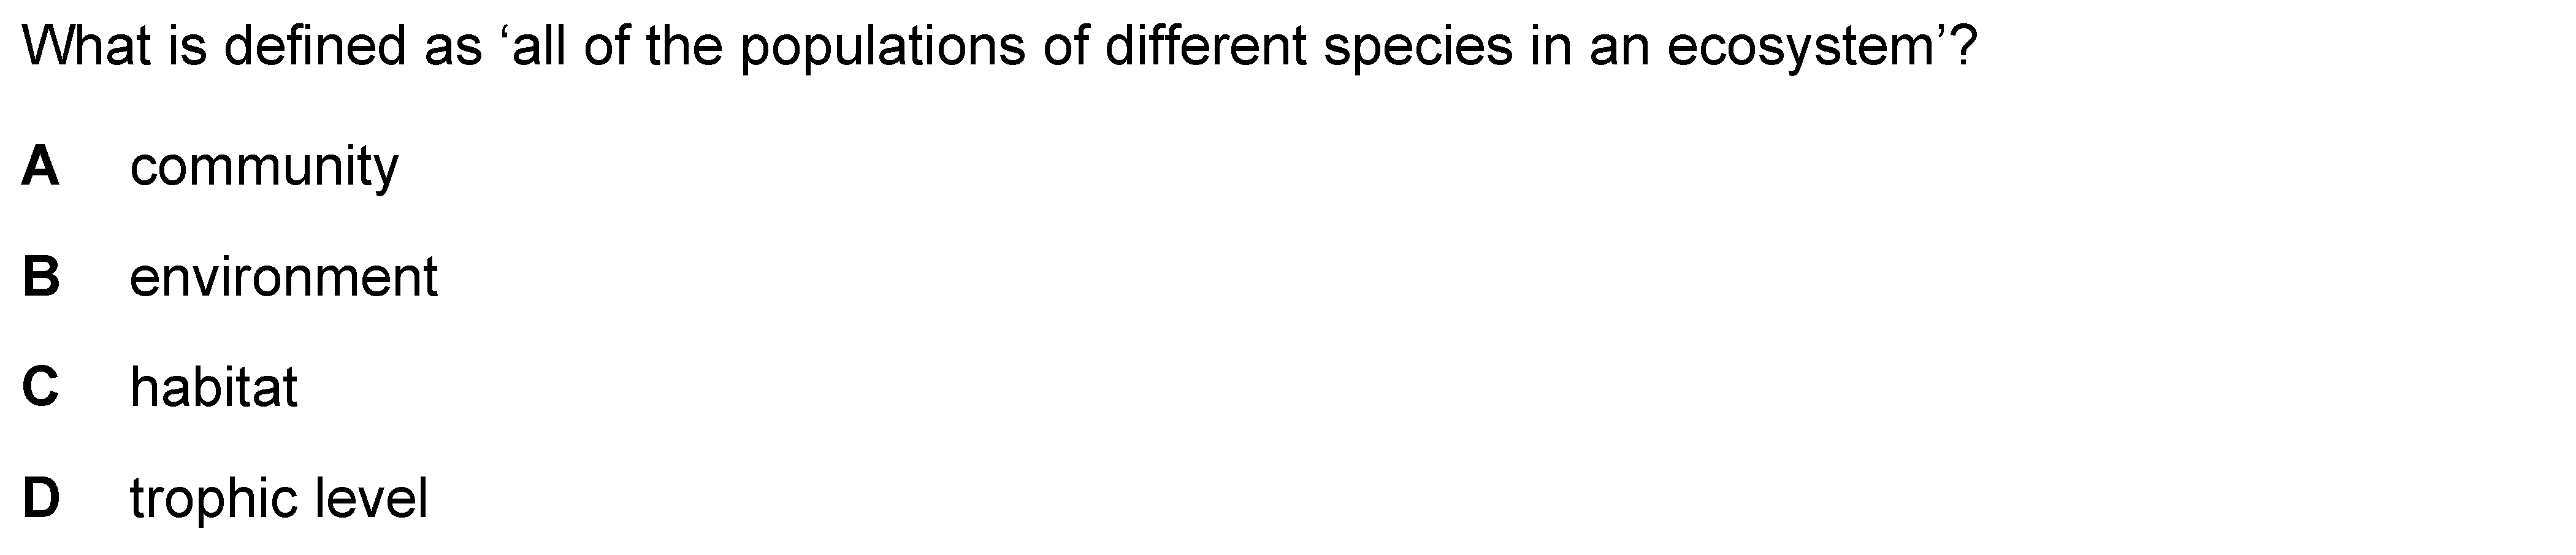 What is defined as ‘all of the populations of different species in an ecosystem’?
A community
B environment
C habitat
D trophic level